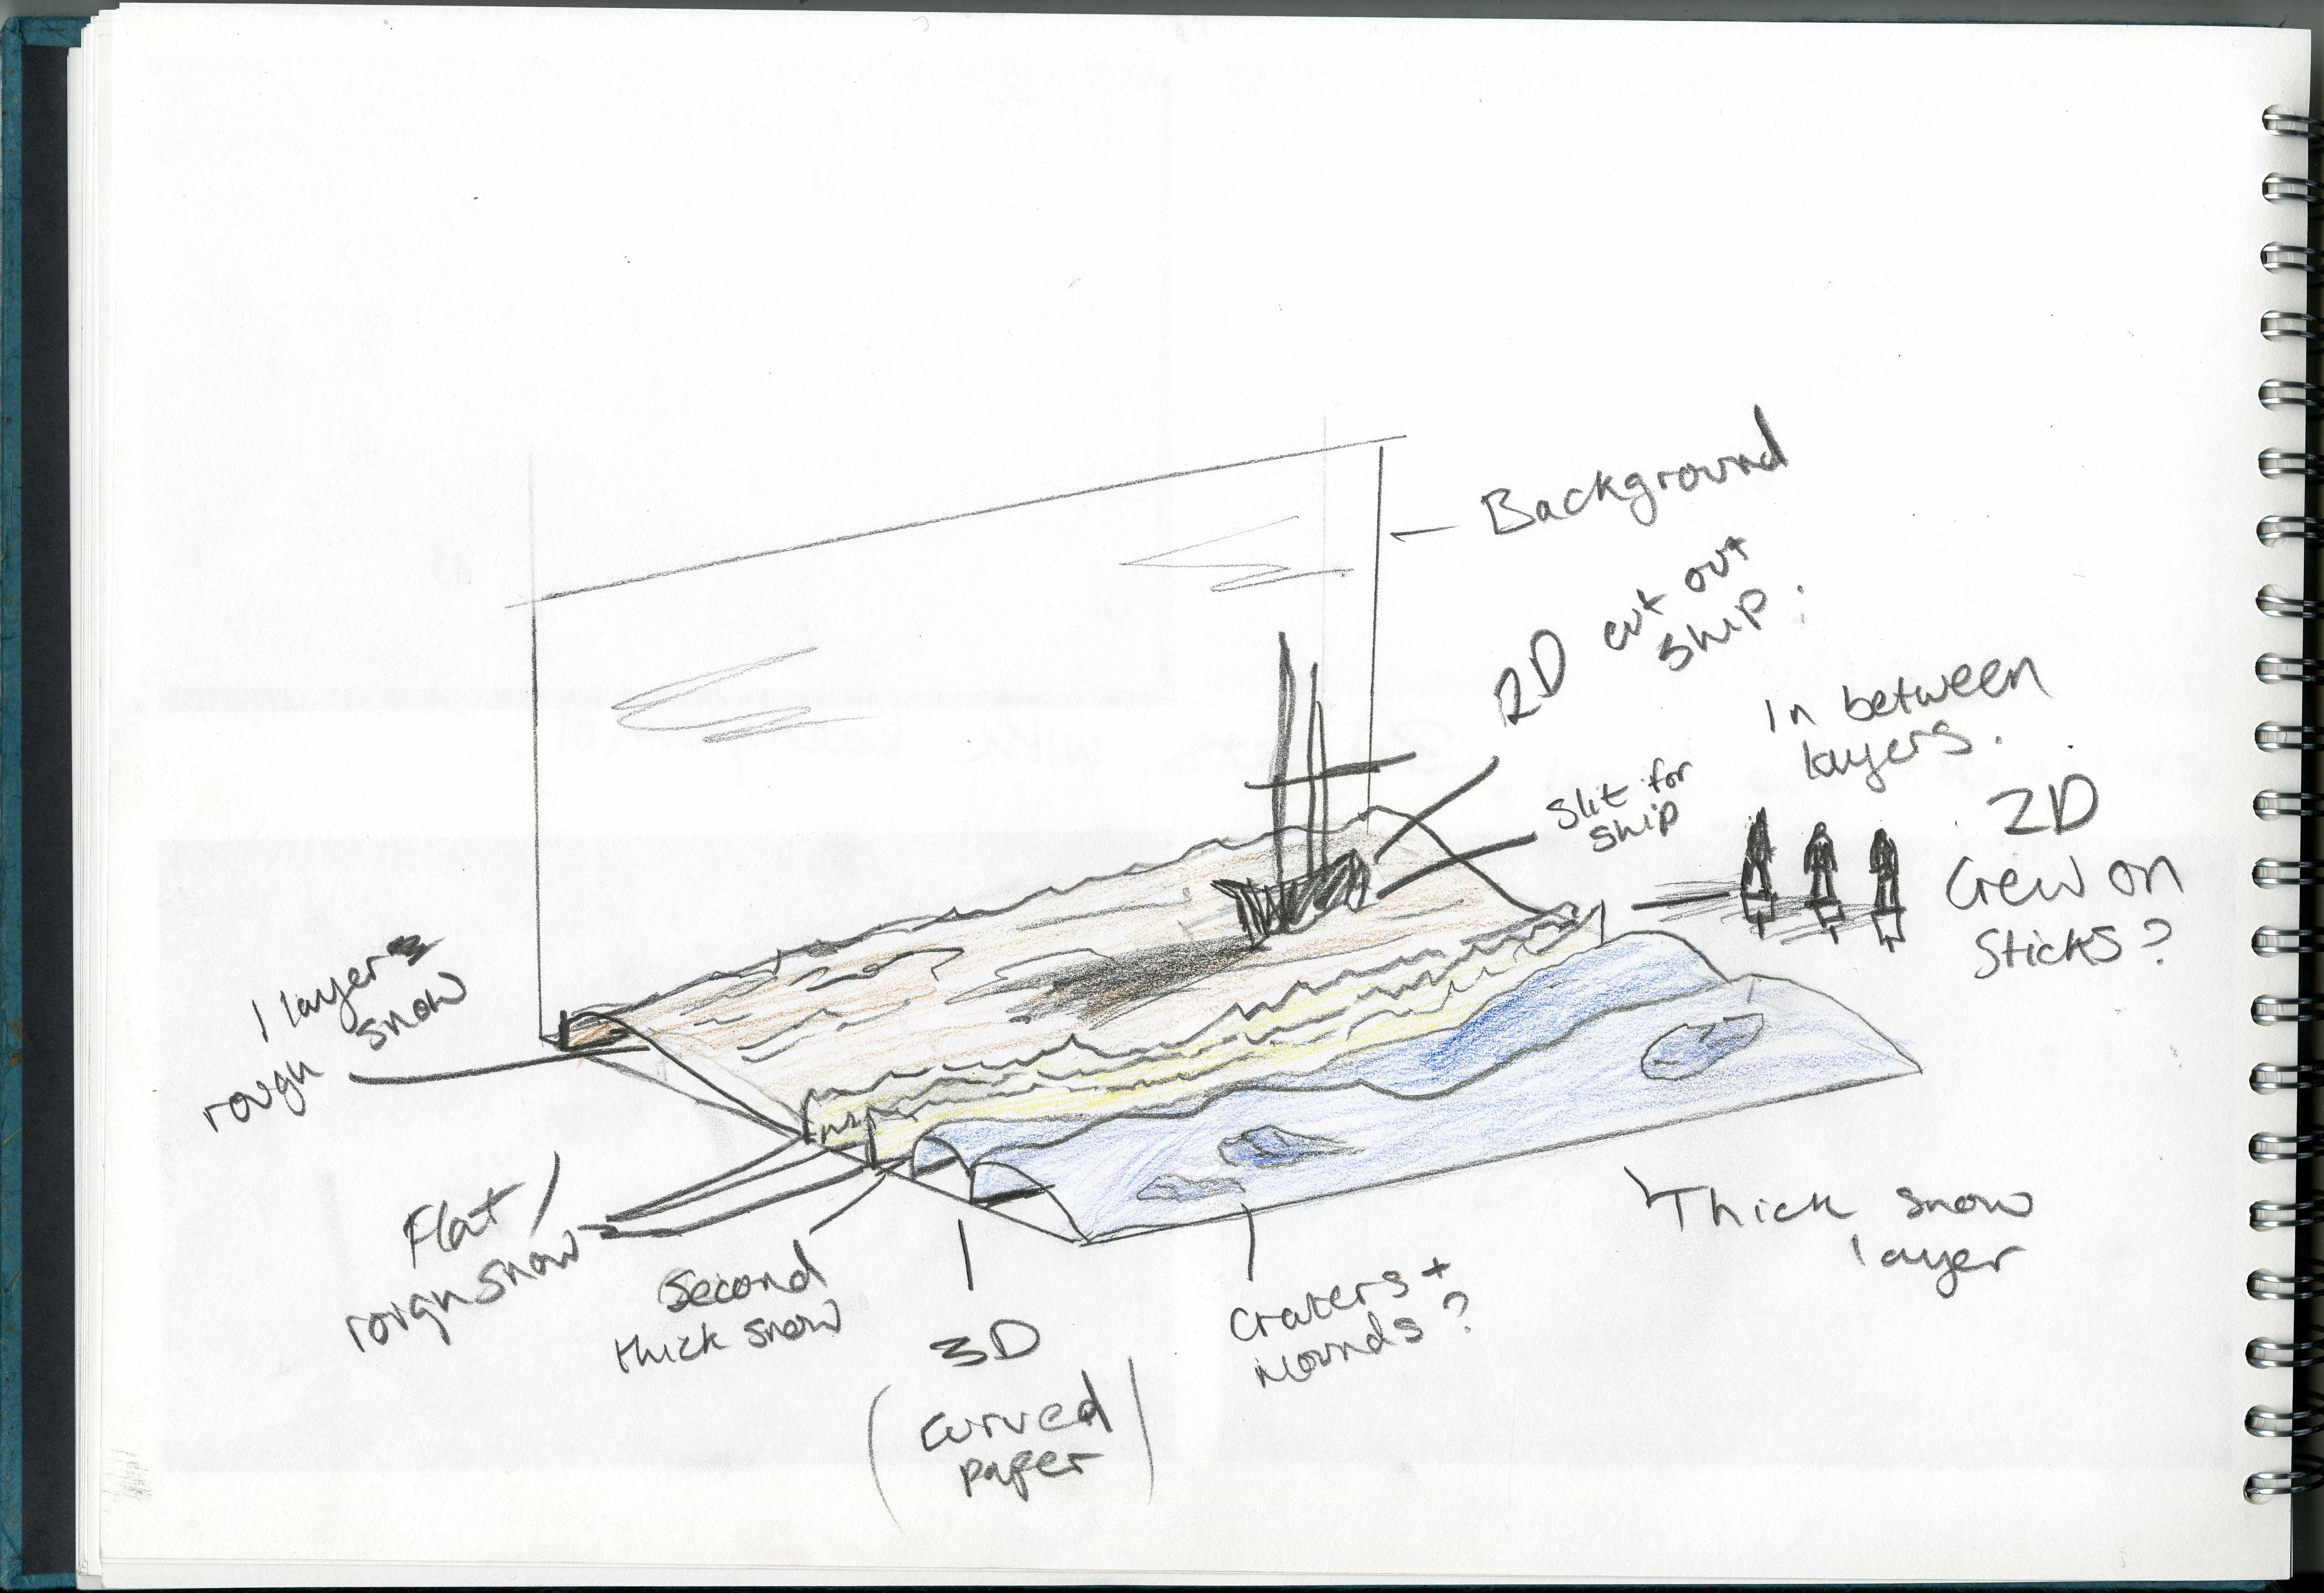 Background
2D cut out
ship.
In between
layers.
Slit for
ship
2D
Crew on
Sticks?
1 layer
rough snow
Flat/
rough snow
Second
thick snow
3D
(curved
paper)
Craters +
Mounds?
Thick snow
layer